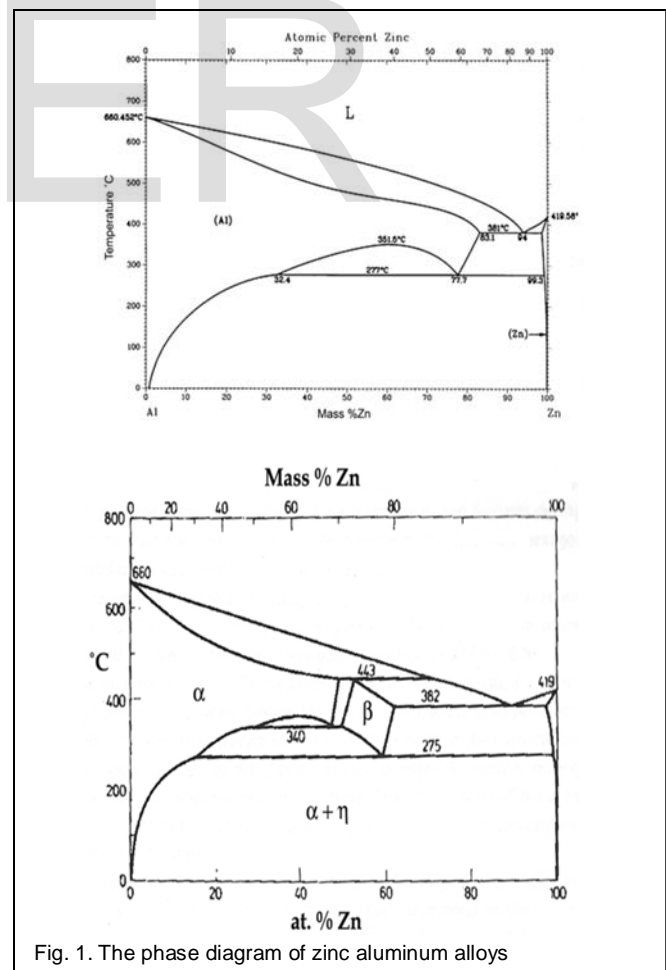 ER
Atomic Percent Zinc
0 10 20 30 40 50 60 70 80 90 100
800
700
660.452°C
L
600
500
Temperature °C
(Al)
419.58°
400
381°C
83.1 94
351.5°C
300
277°C
32.4 77.7 99.3
200
(Zn)
100
0
0 10 20 30 40 50 60 70 80 90 100
Al Mass %Zn Zn
Mass % Zn
0 20 40 60 80 100
800
660
600
°C
443
419
400
α
β
382
340
275
200
α + η
0
0 20 40 60 80 100
at. % Zn
Fig. 1. The phase diagram of zinc aluminum alloys